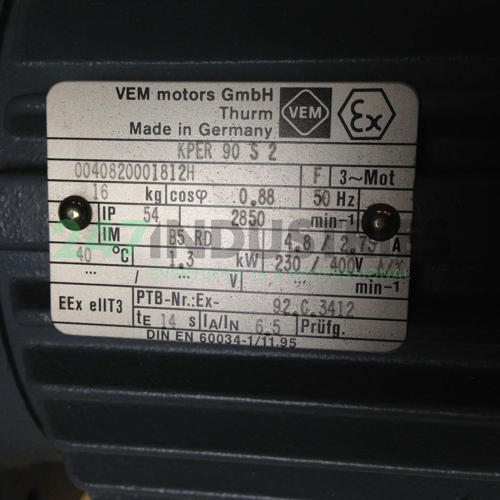 VEM motors GmbH
Thurm
Made in Germany
VEM
Ex
KPER 90 S 2
0040820001812H F 3~Mot
16 kg cosφ 0.88 50 Hz
IP 54 2850 min-1
IM B5 RD 4.8 / 2.75 A
40 °C 1.3 kW 230 / 400V
... / ... V ... min-1
EEx eIIT3 PTB-Nr.:Ex- 92.C.3412
tE 14 s IA/IN 6.5 Prüfg.
DIN EN 60034-1/11.95